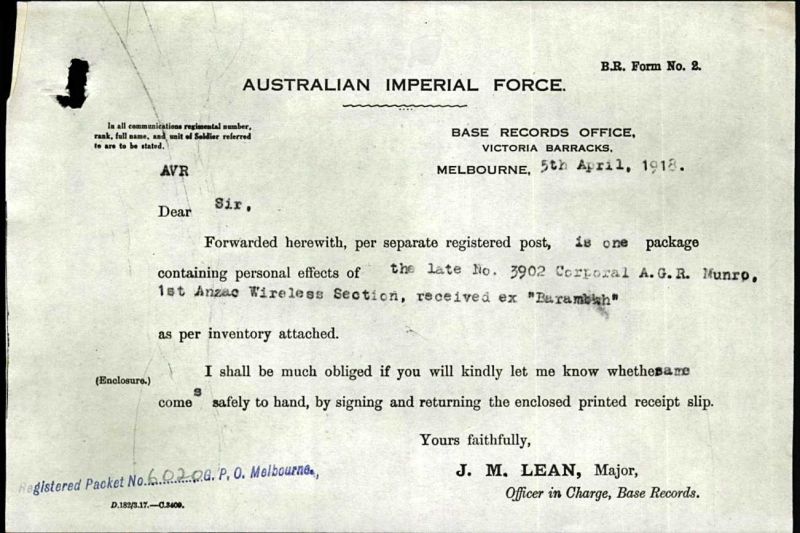 B.R. Form No. 2.
AUSTRALIAN IMPERIAL FORCE.
In all communications regimental number,
rank, full name, and unit of Soldier referred
to are to be stated.
BASE RECORDS OFFICE,
VICTORIA BARRACKS,
AVR
MELBOURNE, 5th April, 1918.
Dear Sir,
Forwarded herewith, per separate registered post, is one package
containing personal effects of the late No. 3902 Corporal A.G.R. Munro,
1st Anzac Wireless Section, received ex "Barambah"
as per inventory attached.
(Enclosure.)
I shall be much obliged if you will kindly let me know whethesame
comes safely to hand, by signing and returning the enclosed printed receipt slip.
Yours faithfully,
J. M. LEAN, Major,
Officer in Charge, Base Records.
Registered Packet No. 6020 G. P. O. Melbourne.,
D.182/3.17.—C.3409.